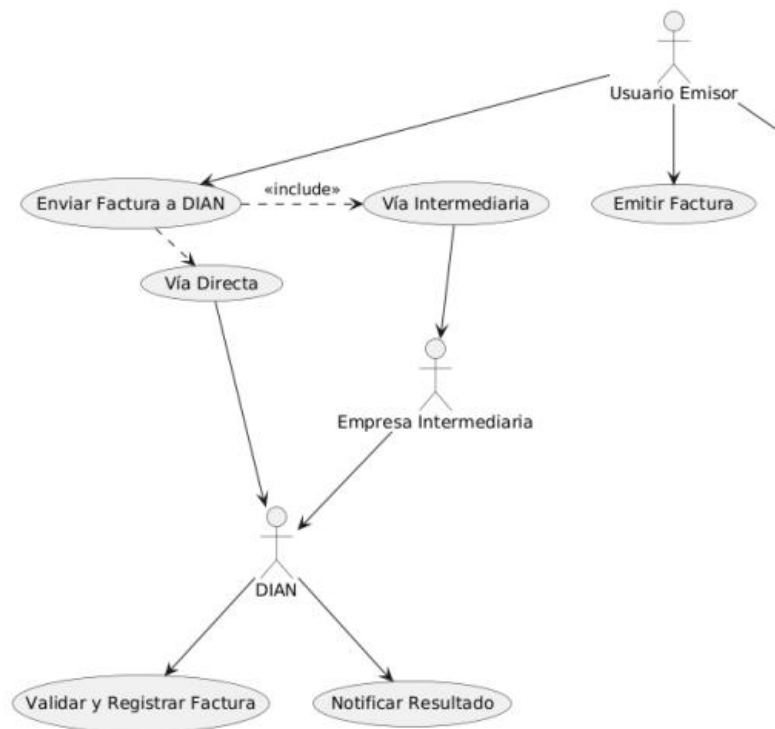 Usuario Emisor
«include»
Enviar Factura a DIAN
Vía Intermediaria
Emitir Factura
Vía Directa
Empresa Intermediaria
DIAN
Validar y Registrar Factura
Notificar Resultado